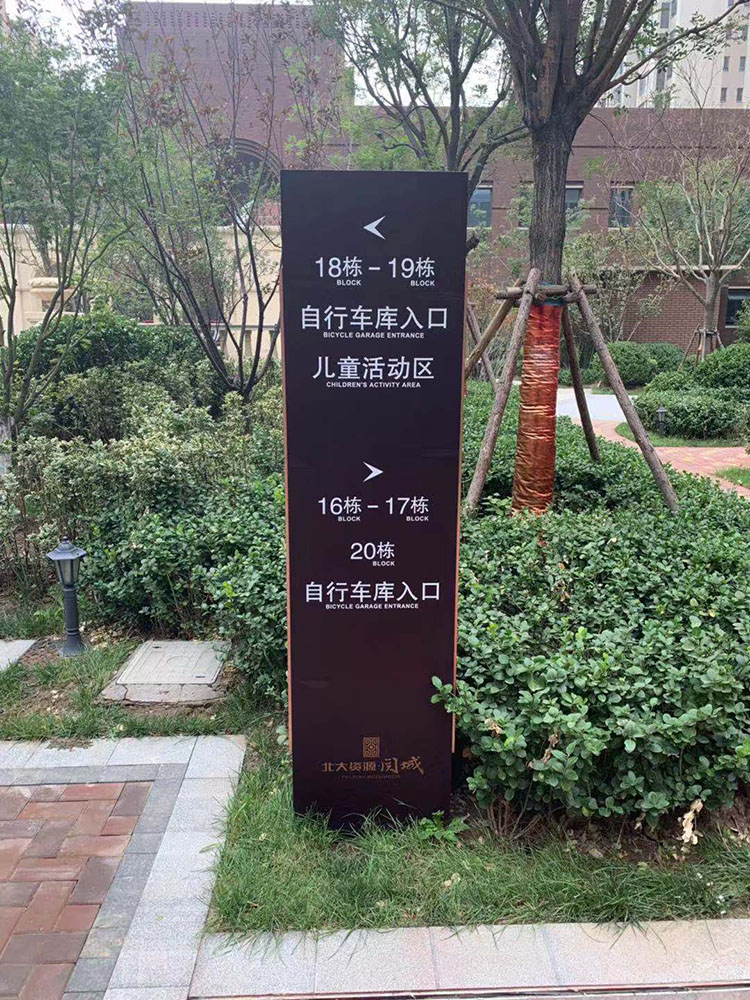 18栋 – 19栋
BLOCK BLOCK
自行车库入口
BICYCLE GARAGE ENTRANCE
儿童活动区
CHILDREN'S ACTIVITY AREA
16栋 – 17栋
BLOCK BLOCK
20栋
BLOCK
自行车库入口
BICYCLE GARAGE ENTRANCE
北大资源·阅城